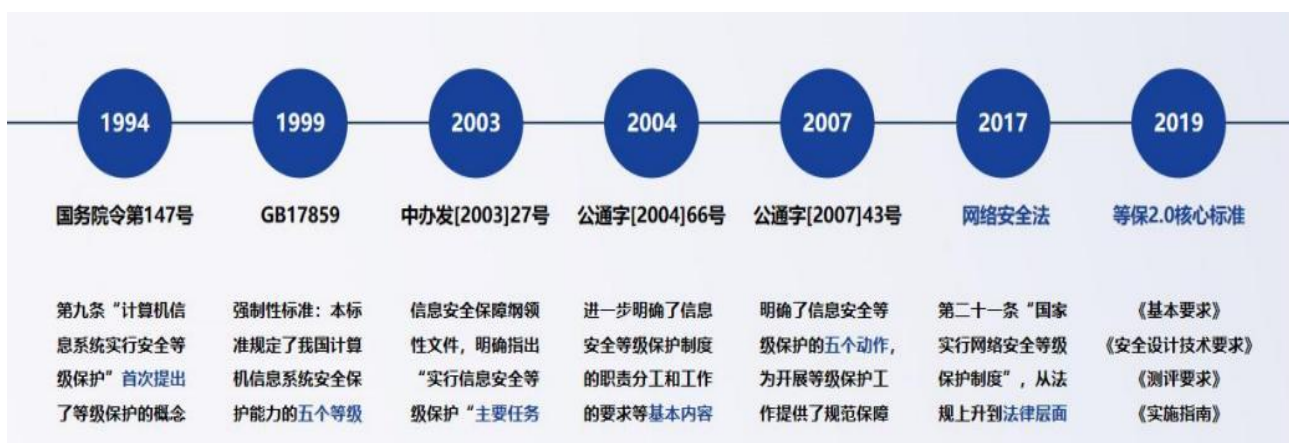 1994
1999
2003
2004
2007
2017
2019
国务院令第147号
GB17859
中办发[2003]27号
公通字[2004]66号
公通字[2007]43号
网络安全法
等保2.0核心标准
第九条“计算机信
息系统实行安全等
级保护”首次提出
了等级保护的概念
强制性标准：本标
准规定了我国计算
机信息系统安全保
护能力的五个等级
信息安全保障纲领
性文件，明确指出
“实行信息安全等
级保护“主要任务
进一步明确了信息
安全等级保护制度
的职责分工和工作
的要求等基本内容
明确了信息安全等
级保护的五个动作，
为开展等级保护工
作提供了规范保障
第二十一条“国家
实行网络安全等级
保护制度”，从法
规上升到法律层面
《基本要求》
《安全设计技术要求》
《测评要求》
《实施指南》